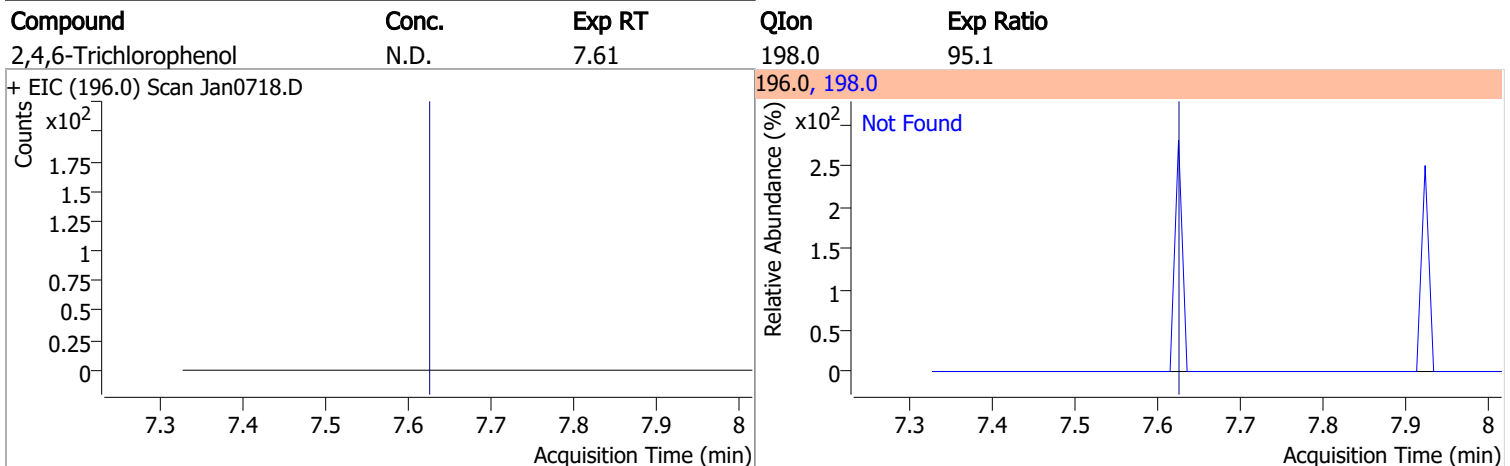 Compound Conc. Exp RT QIon Exp Ratio
2,4,6-Trichlorophenol N.D. 7.61 198.0 95.1
+ EIC (196.0) Scan Jan0718.D
Counts
x10²
1.75
1.5
1.25
1
0.75
0.5
0.25
0
7.3 7.4 7.5 7.6 7.7 7.8 7.9 8
Acquisition Time (min)
196.0, 198.0
Relative Abundance (%)
x10²
Not Found
2.5
2
1.5
1
0.5
0
7.3 7.4 7.5 7.6 7.7 7.8 7.9 8
Acquisition Time (min)